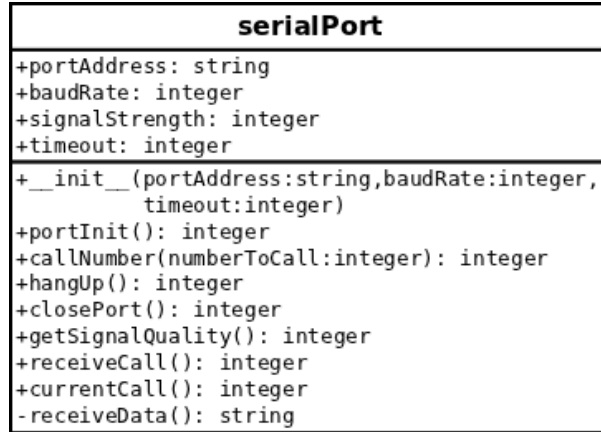 serialPort
+portAddress: string
+baudRate: integer
+signalStrength: integer
+timeout: integer
+__init__(portAddress:string,baudRate:integer,
timeout:integer)
+portInit(): integer
+callNumber(numberToCall:integer): integer
+hangUp(): integer
+closePort(): integer
+getSignalQuality(): integer
+receiveCall(): integer
+currentCall(): integer
-receiveData(): string